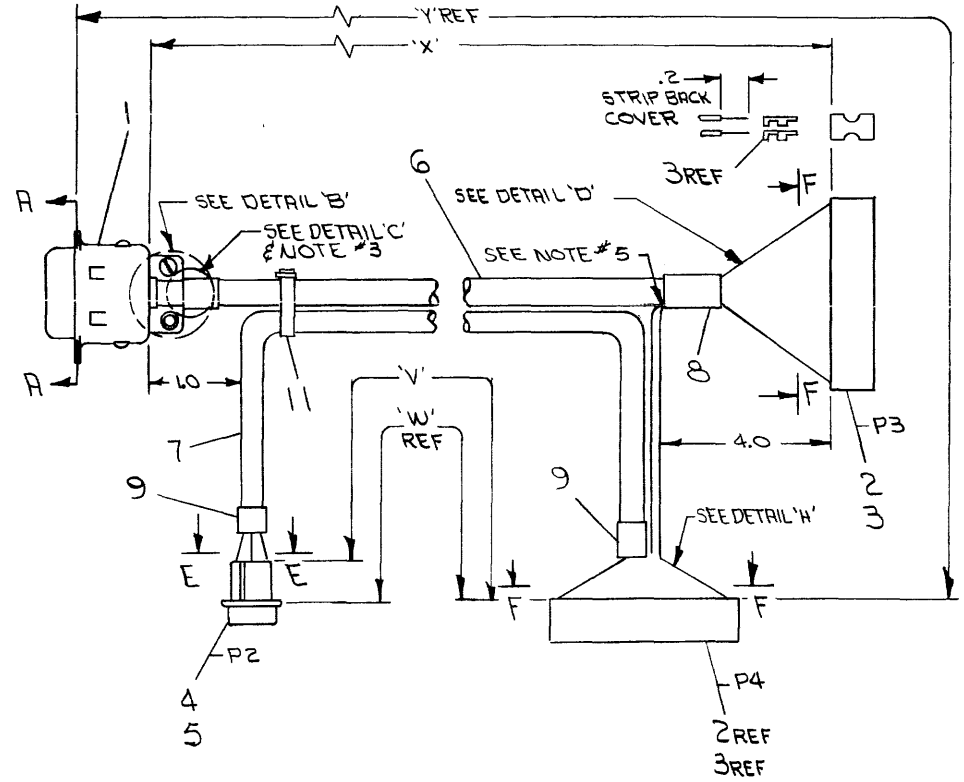 'Y' REF
'X'
.2
STRIP BACK
COVER
3REF
1
6
A
SEE DETAIL 'B'
SEE DETAIL 'C'
& NOTE #3
SEE DETAIL 'D'
F
SEE NOTE #5
A
1.0
11
8
F
'V'
'W'
REF
4.0
P3
2
3
7
9
9
SEE DETAIL 'H'
E
E
F
F
P2
4
5
P4
2REF
3REF